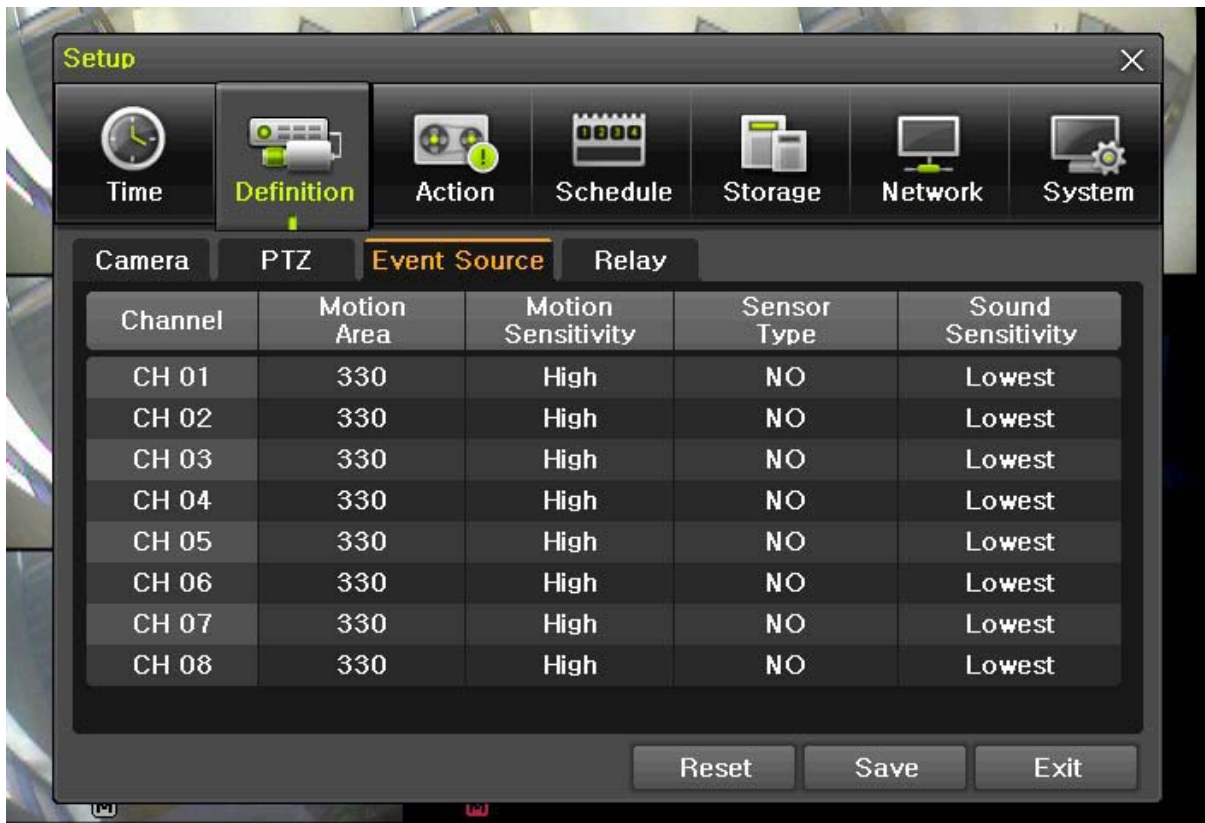 Setup
Time Definition Action Schedule Storage Network System
Camera PTZ Event Source Relay
Channel Motion Area Motion Sensitivity Sensor Type Sound Sensitivity
CH 01 330 High NO Lowest
CH 02 330 High NO Lowest
CH 03 330 High NO Lowest
CH 04 330 High NO Lowest
CH 05 330 High NO Lowest
CH 06 330 High NO Lowest
CH 07 330 High NO Lowest
CH 08 330 High NO Lowest
Reset Save Exit